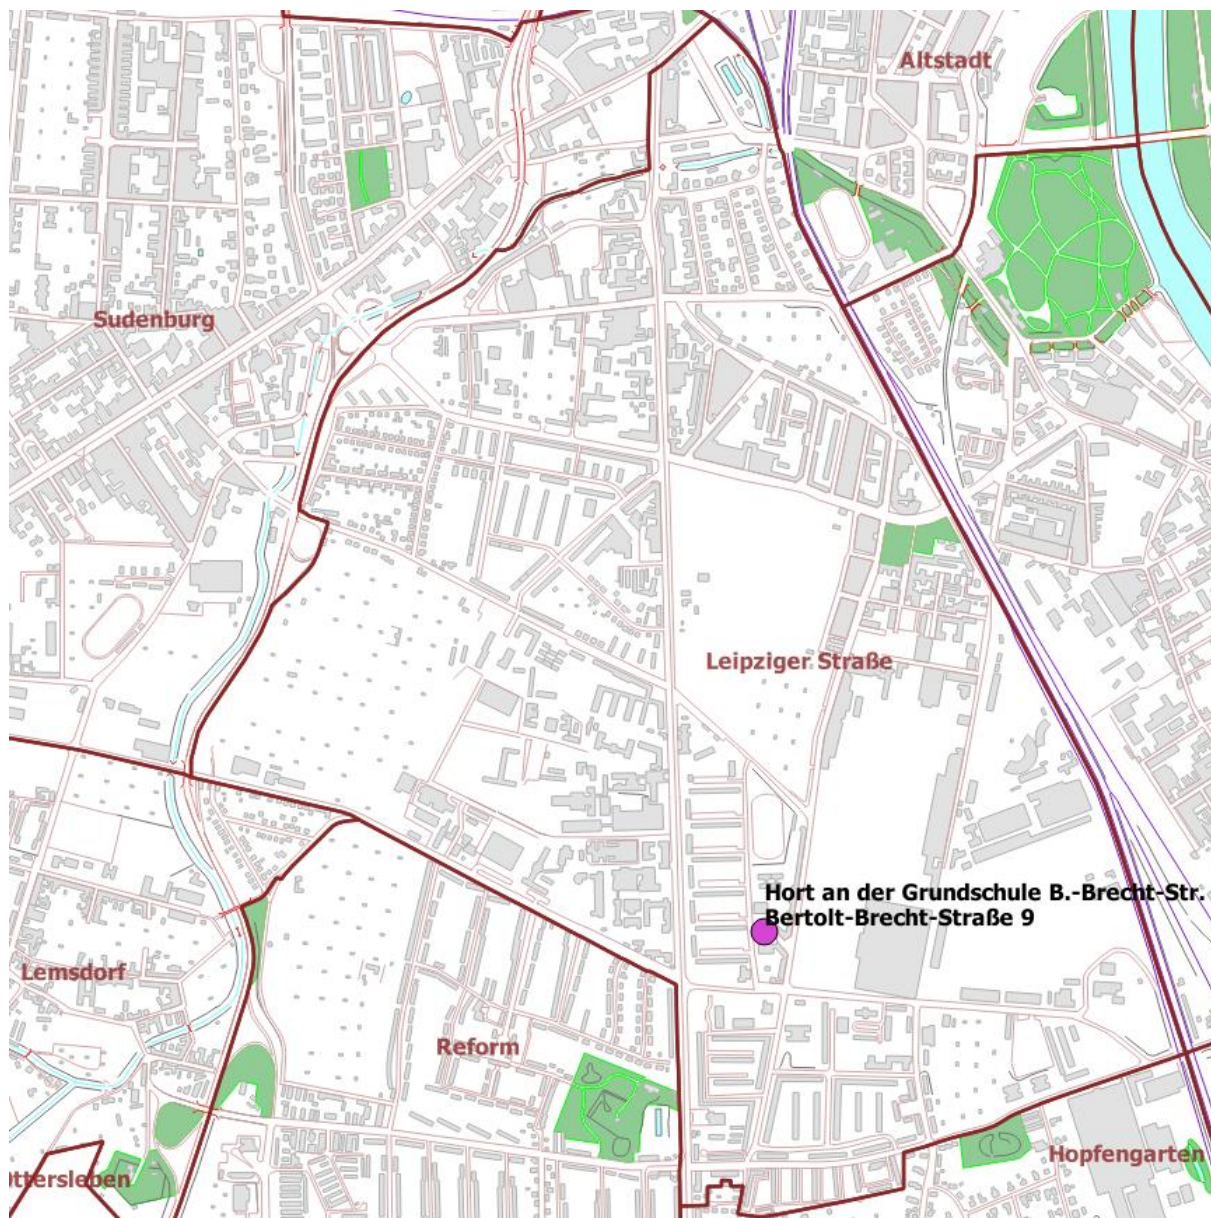 Altstadt
Sudenburg
Leipziger Straße
Hort an der Grundschule B.-Brecht-Str.
Bertolt-Brecht-Straße 9
Lemsdorf
Reform
Hopfengarten
ttersleben